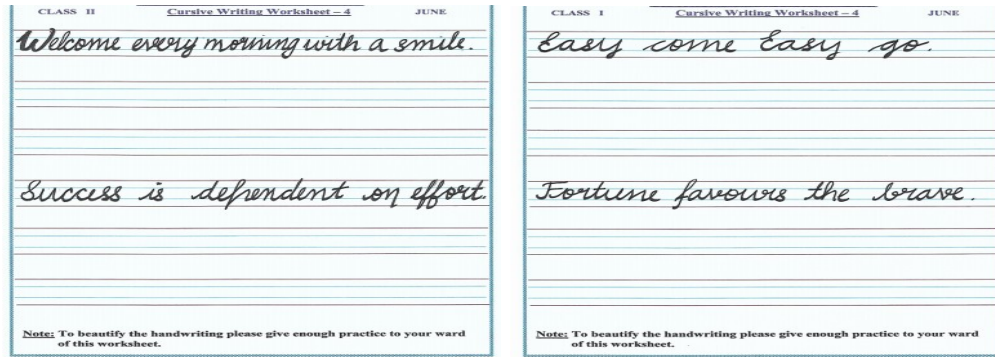 CLASS II Cursive Writing Worksheet – 4 JUNE
Welcome every morning with a smile.
Success is dependent on effort.
Note: To beautify the handwriting please give enough practice to your ward
of this worksheet.
CLASS I Cursive Writing Worksheet – 4 JUNE
Easy come Easy go.
Fortune favours the brave.
Note: To beautify the handwriting please give enough practice to your ward
of this worksheet.